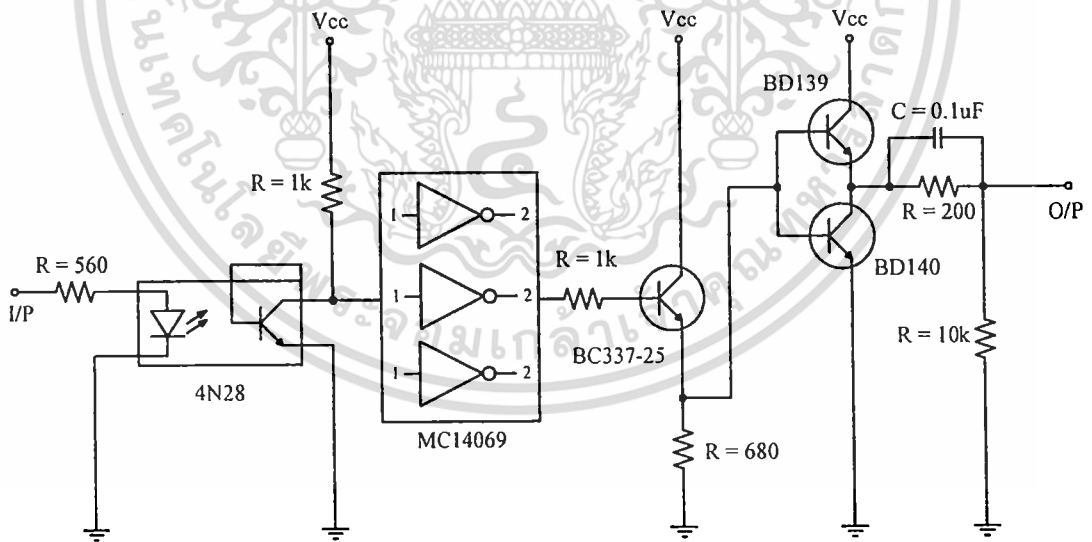 Vcc
Vcc
Vcc
BD139
C = 0.1uF
R = 1k
R = 200
O/P
BD140
1
2
R = 560
R = 1k
I/P
1
2
BC337-25
R = 10k
4N28
1
2
MC14069
R = 680